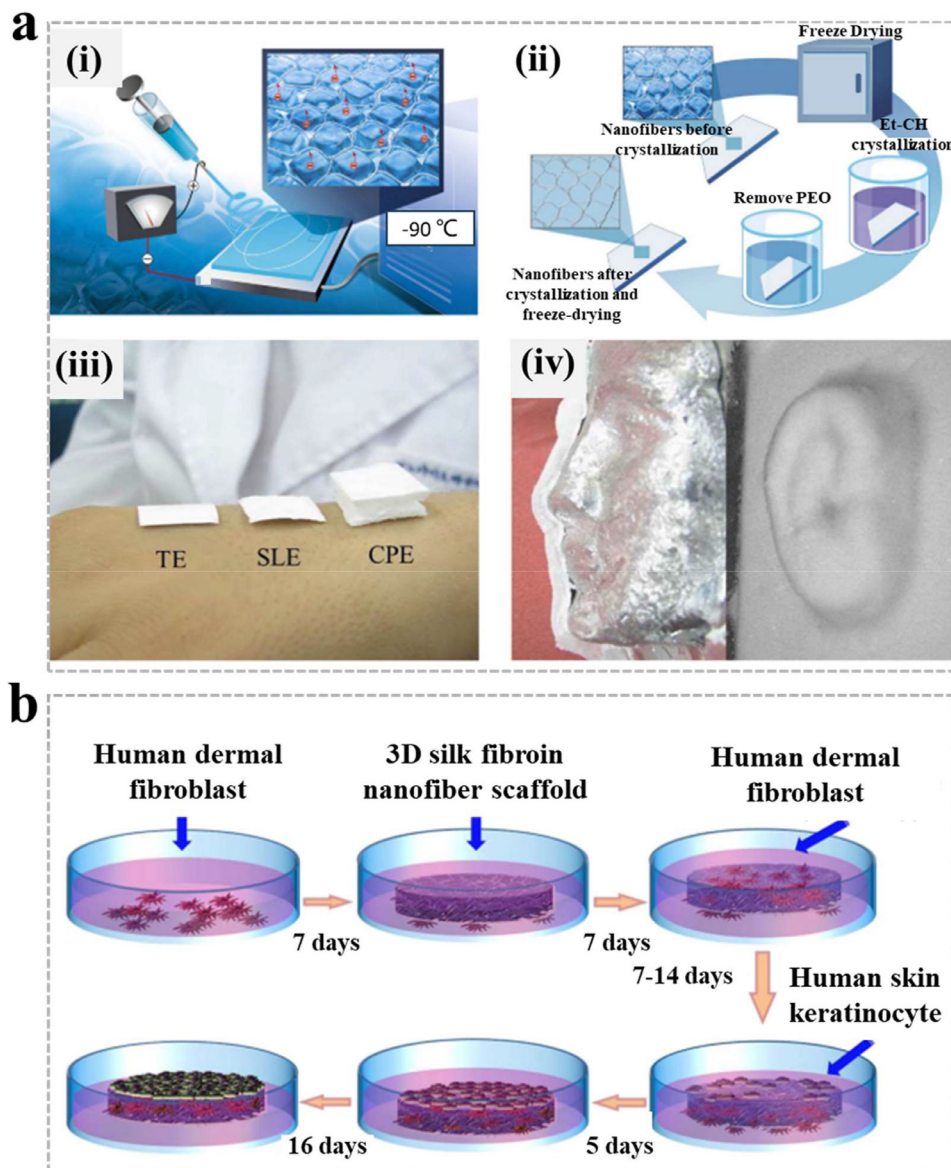 a
(i)
-90 °C
(ii)
Freeze Drying
Nanofibers before
crystallization
Et-CH
crystallization
Remove PEO
Nanofibers after
crystallization and
freeze-drying
(iii)
TE
SLE
CPE
(iv)
b
Human dermal
fibroblast
3D silk fibroin
nanofiber scaffold
Human dermal
fibroblast
7 days
7 days
7-14 days
Human skin
keratinocyte
16 days
5 days